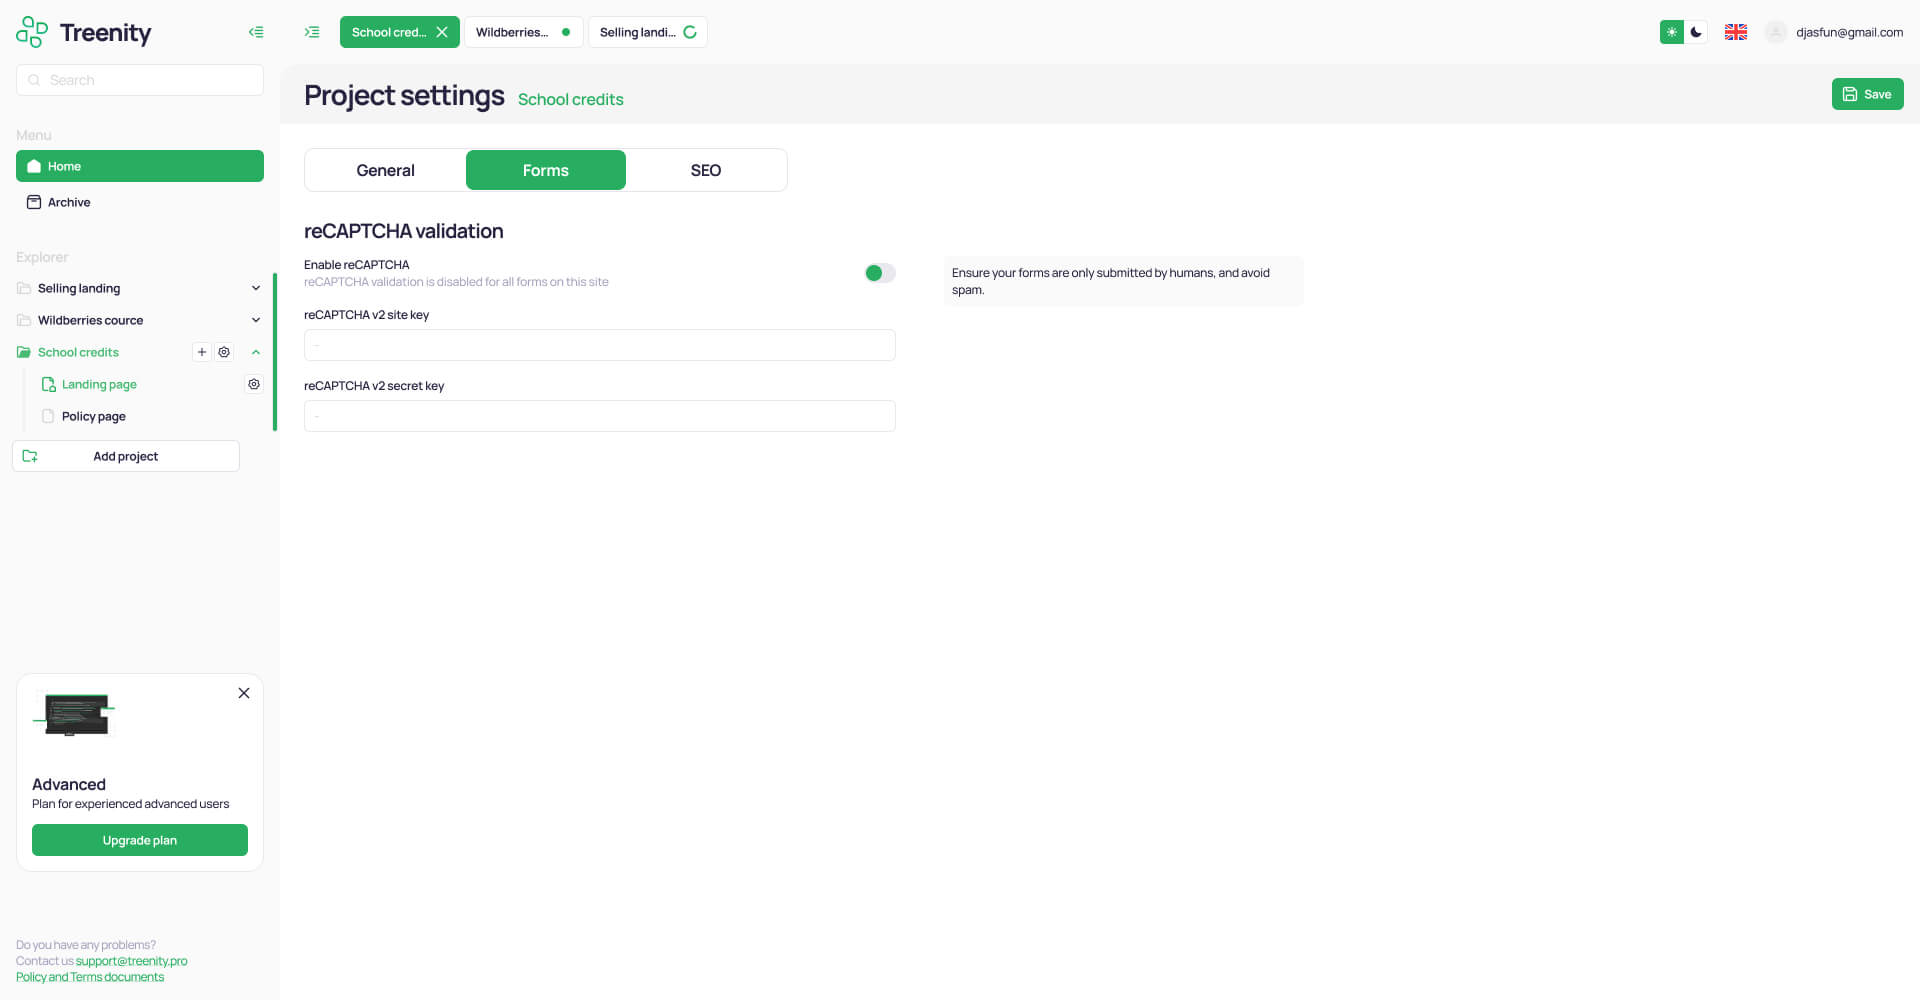 Treenity
Search
Menu
Home
Archive
Explorer
Selling landing
Wildberries cource
School credits
Landing page
Policy page
Add project
Advanced
Plan for experienced advanced users
Upgrade plan
Do you have any problems?
Contact us support@treenity.pro
Policy and Terms documents
School cred...
Wildberries...
Selling landi...
djasfun@gmail.com
Project settings School credits
Save
General
Forms
SEO
reCAPTCHA validation
Enable reCAPTCHA
reCAPTCHA validation is disabled for all forms on this site
Ensure your forms are only submitted by humans, and avoid
spam.
reCAPTCHA v2 site key
-
reCAPTCHA v2 secret key
-